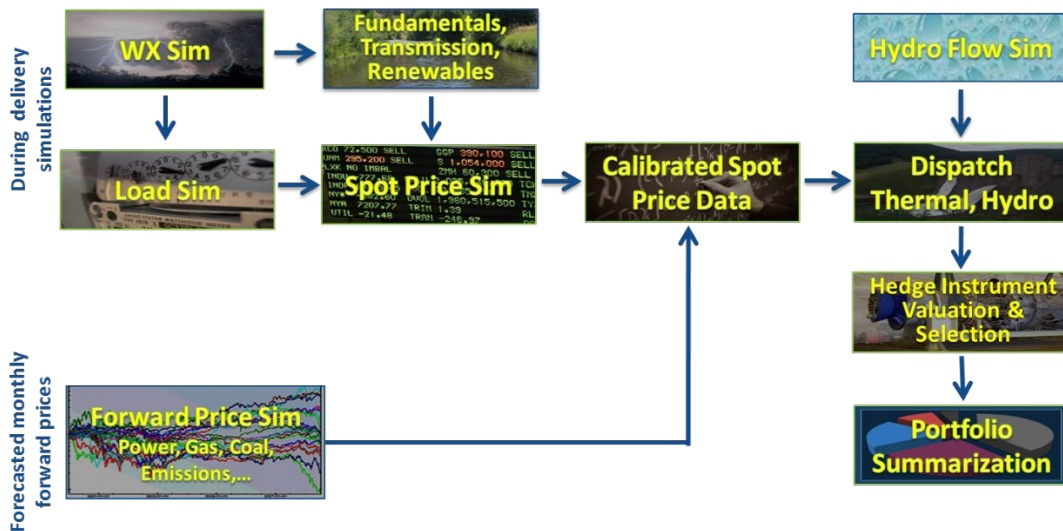 During delivery
simulations
WX Sim
Fundamentals,
Transmission,
Renewables
Hydro Flow Sim
Load Sim
Spot Price Sim
Calibrated Spot
Price Data
Dispatch
Thermal, Hydro
Hedge Instrument
Valuation &
Selection
Forecasted monthly
forward prices
Forward Price Sim
Power, Gas, Coal,
Emissions,...
Portfolio
Summarization